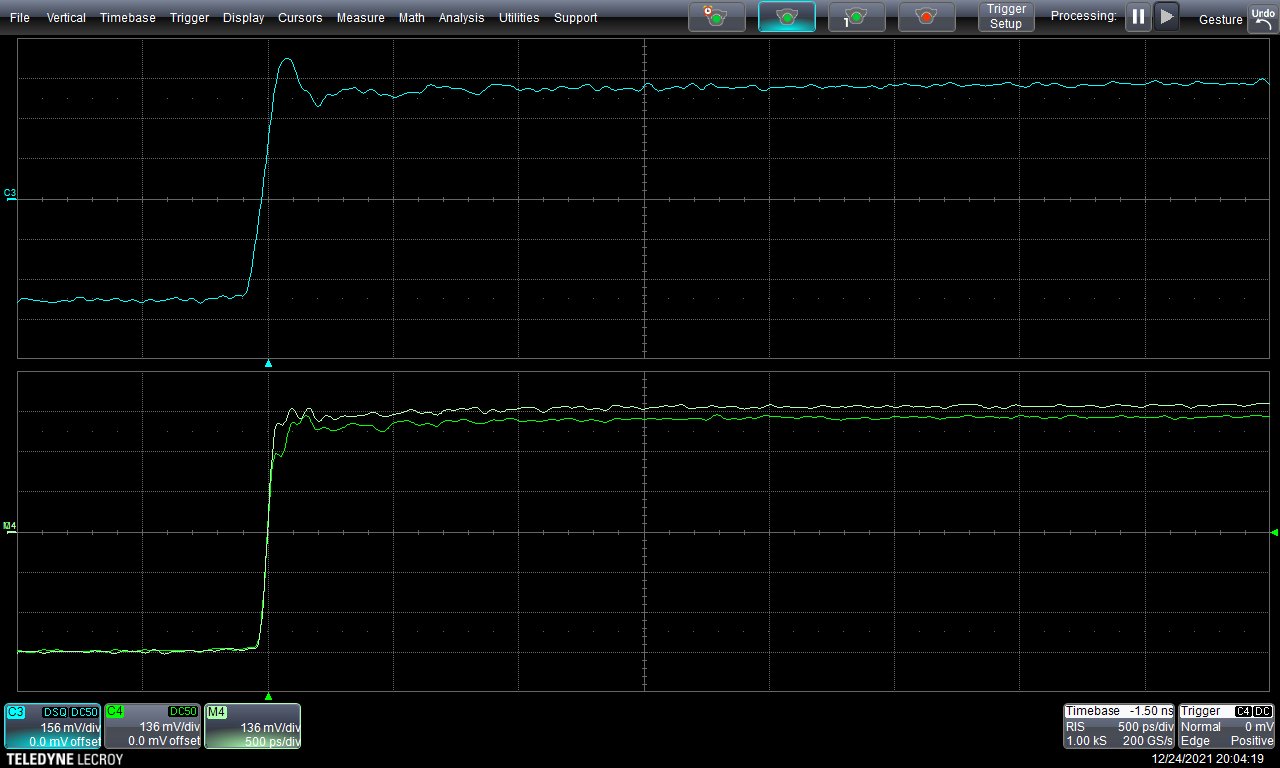 File Vertical Timebase Trigger Display Cursors Measure Math Analysis Utilities Support
1
Trigger
Setup
Processing:
Gesture
Undo
C3
M4
C3 DSQ DC50
156 mV/div
0.0 mV offset
C4 DC50
136 mV/div
0.0 mV offset
M4
136 mV/div
500 ps/div
Timebase -1.50 ns
RIS 500 ps/div
1.00 kS 200 GS/s
Trigger C4 DC
Normal 0 mV
Edge Positive
TELEDYNE LECROY
12/24/2021 20:04:19